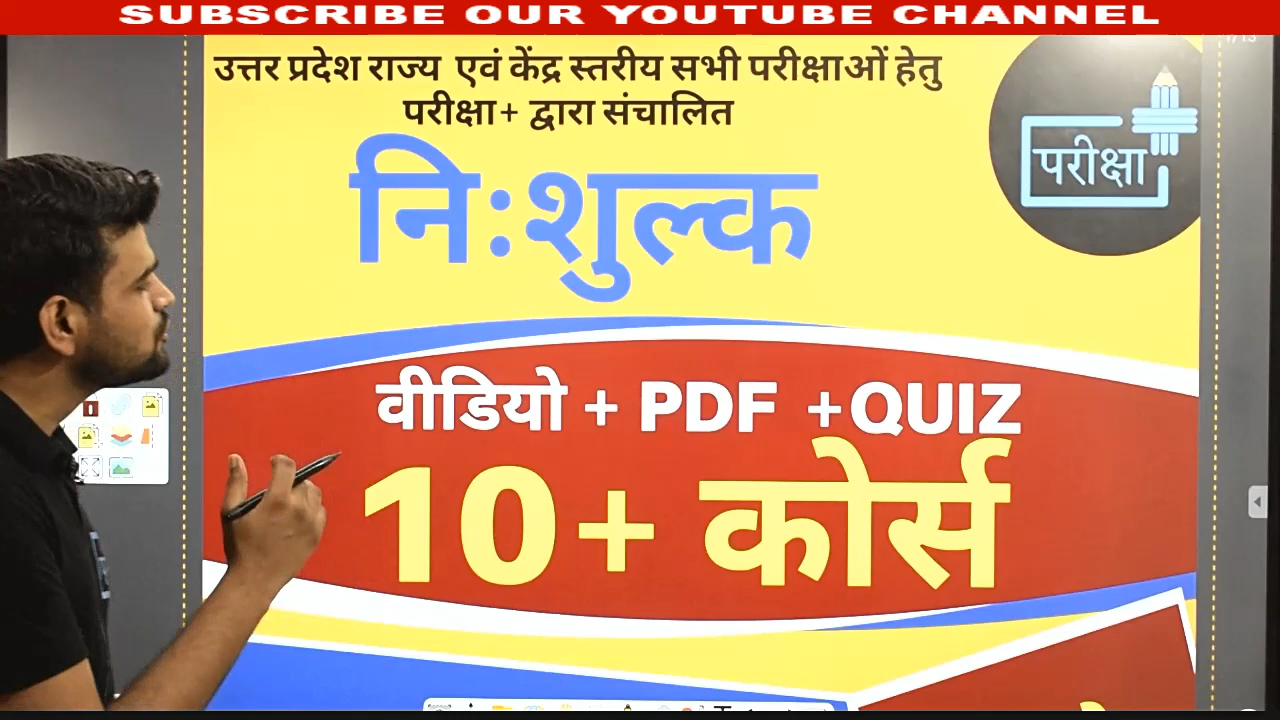 SUBSCRIBE OUR YOUTUBE CHANNEL
उत्तर प्रदेश राज्य एवं केंद्र स्तरीय सभी परीक्षाओं हेतु
परीक्षा+ द्वारा संचालित
नि:शुल्क
परीक्षा
वीडियो + PDF +QUIZ
10+ कोर्स